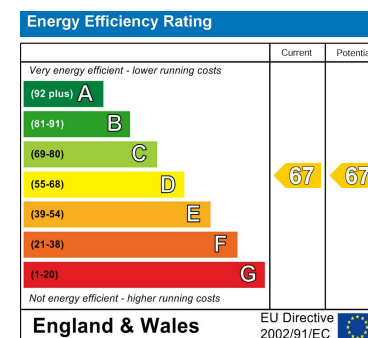 Energy Efficiency Rating
Current Potentia
Very energy efficient - lower running costs
(92 plus) A
(81-91) B
(69-80) C
(55-68) D
67 67
(39-54) E
(21-38) F
(1-20) G
Not energy efficient - higher running costs
England & Wales
EU Directive
2002/91/EC